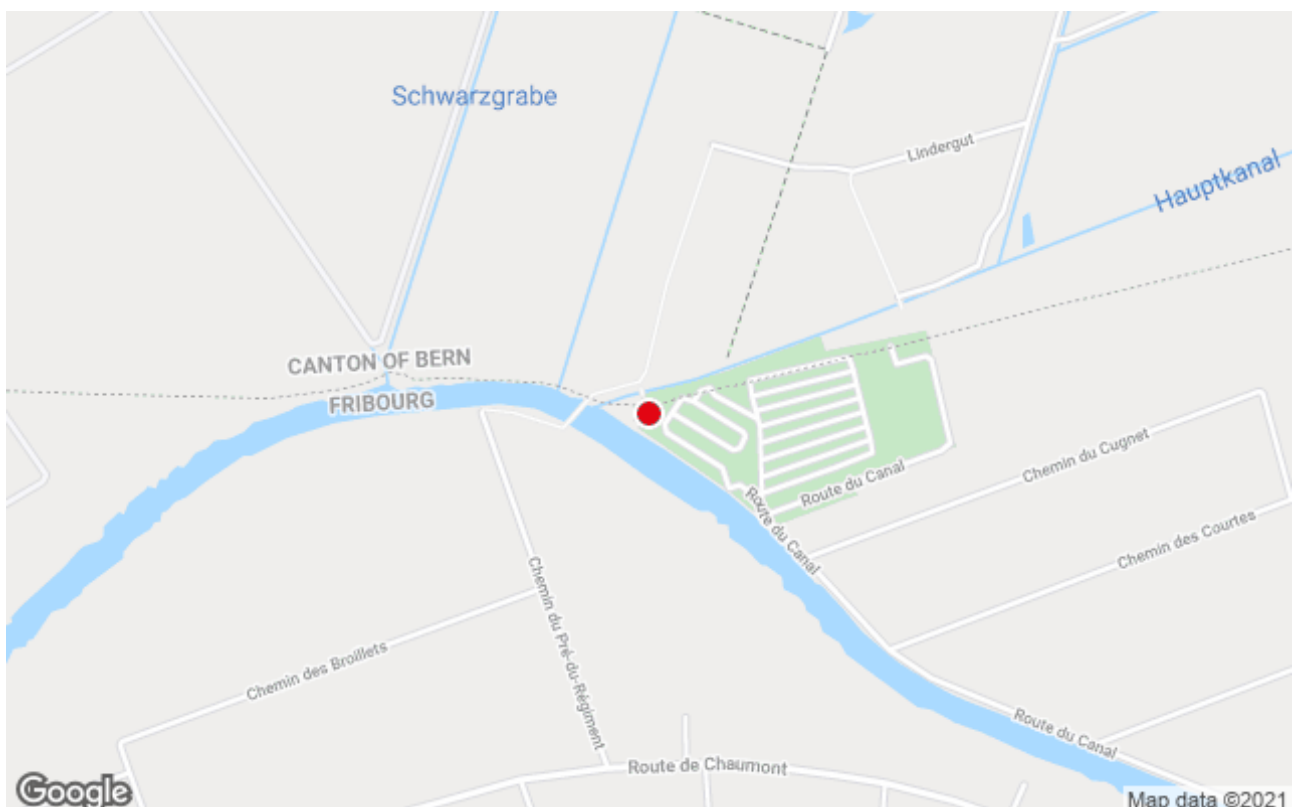 Schwarzgrabe
Lindergut
Hauptkanal
CANTON OF BERN
FRIBOURG
Chemin du Cugnet
Route du Canal
Route du Canal
Chemin des Courtes
Chemin du Pré-du-Régiment
Chemin des Broillets
Route du Canal
Route de Chaumont
Google
Map data ©2021